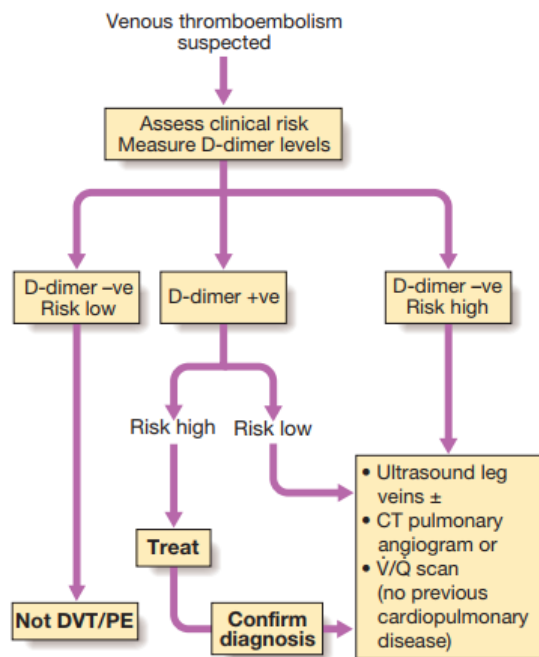 Venous thromboembolism
suspected
Assess clinical risk
Measure D-dimer levels
D-dimer –ve
Risk low
D-dimer +ve
D-dimer –ve
Risk high
Risk high
Risk low
• Ultrasound leg
veins ±
• CT pulmonary
angiogram or
• V̇/Q̇ scan
(no previous
cardiopulmonary
disease)
Treat
Not DVT/PE
Confirm
diagnosis